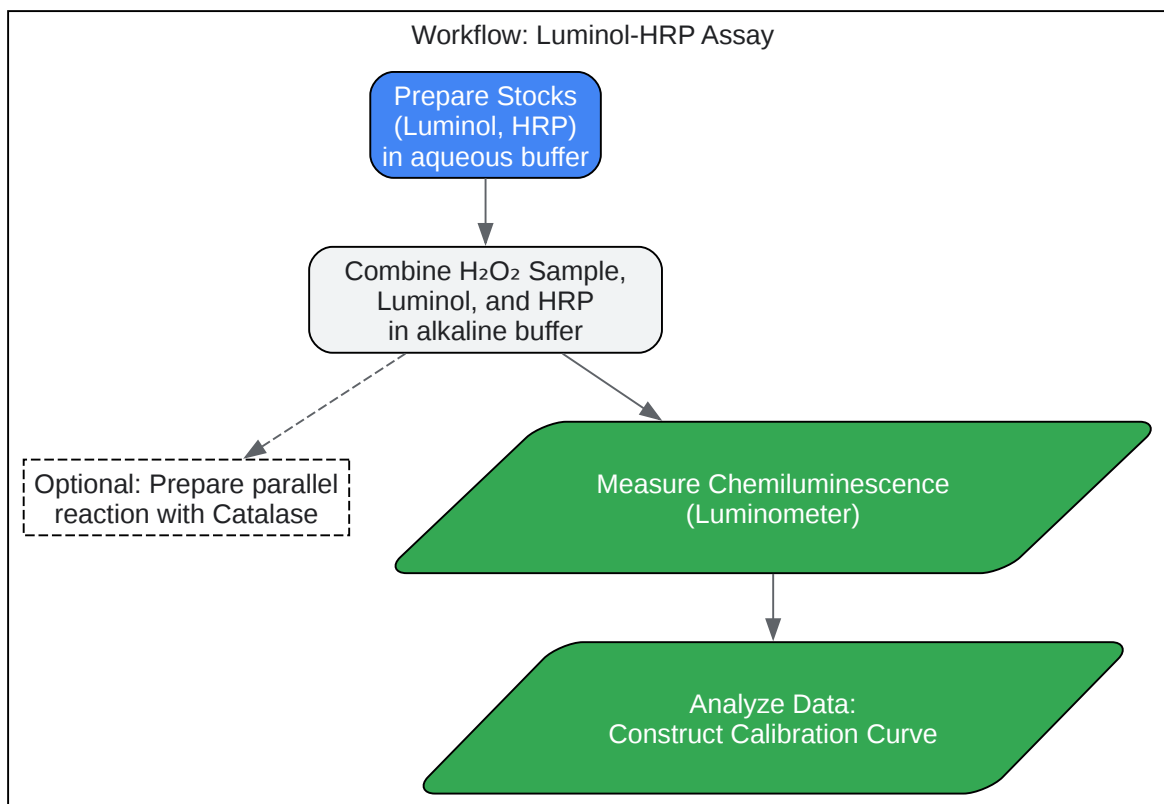 Workflow: Luminol-HRP Assay
Prepare Stocks
(Luminol, HRP)
in aqueous buffer
Combine H₂O₂ Sample,
Luminol, and HRP
in alkaline buffer
Optional: Prepare parallel
reaction with Catalase
Measure Chemiluminescence
(Luminometer)
Analyze Data:
Construct Calibration Curve